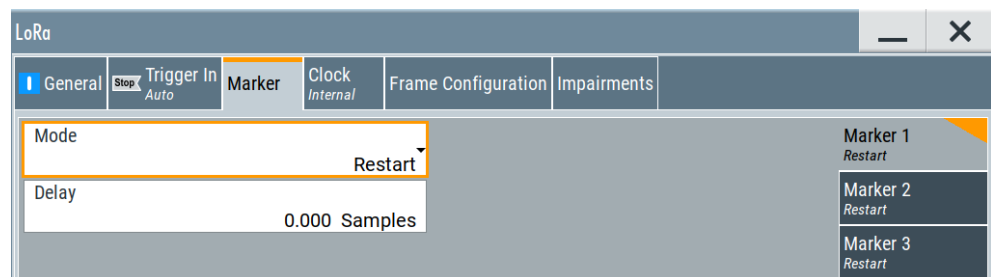 LoRa
General
Stop
Trigger In
Auto
Marker
Clock
Internal
Frame Configuration
Impairments
Mode
Restart
Delay
0.000 Samples
Marker 1
Restart
Marker 2
Restart
Marker 3
Restart